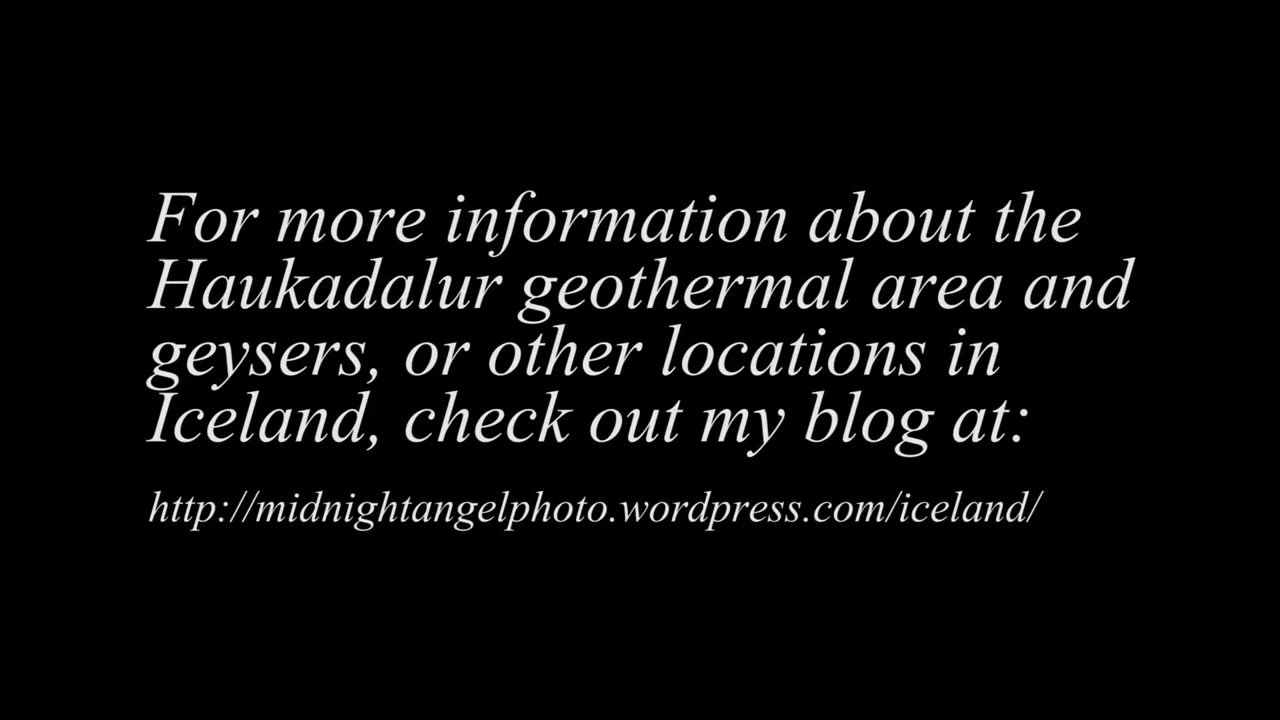 For more information about the
Haukadalur geothermal area and
geysers, or other locations in
Iceland, check out my blog at:
http://midnightangelphoto.wordpress.com/iceland/